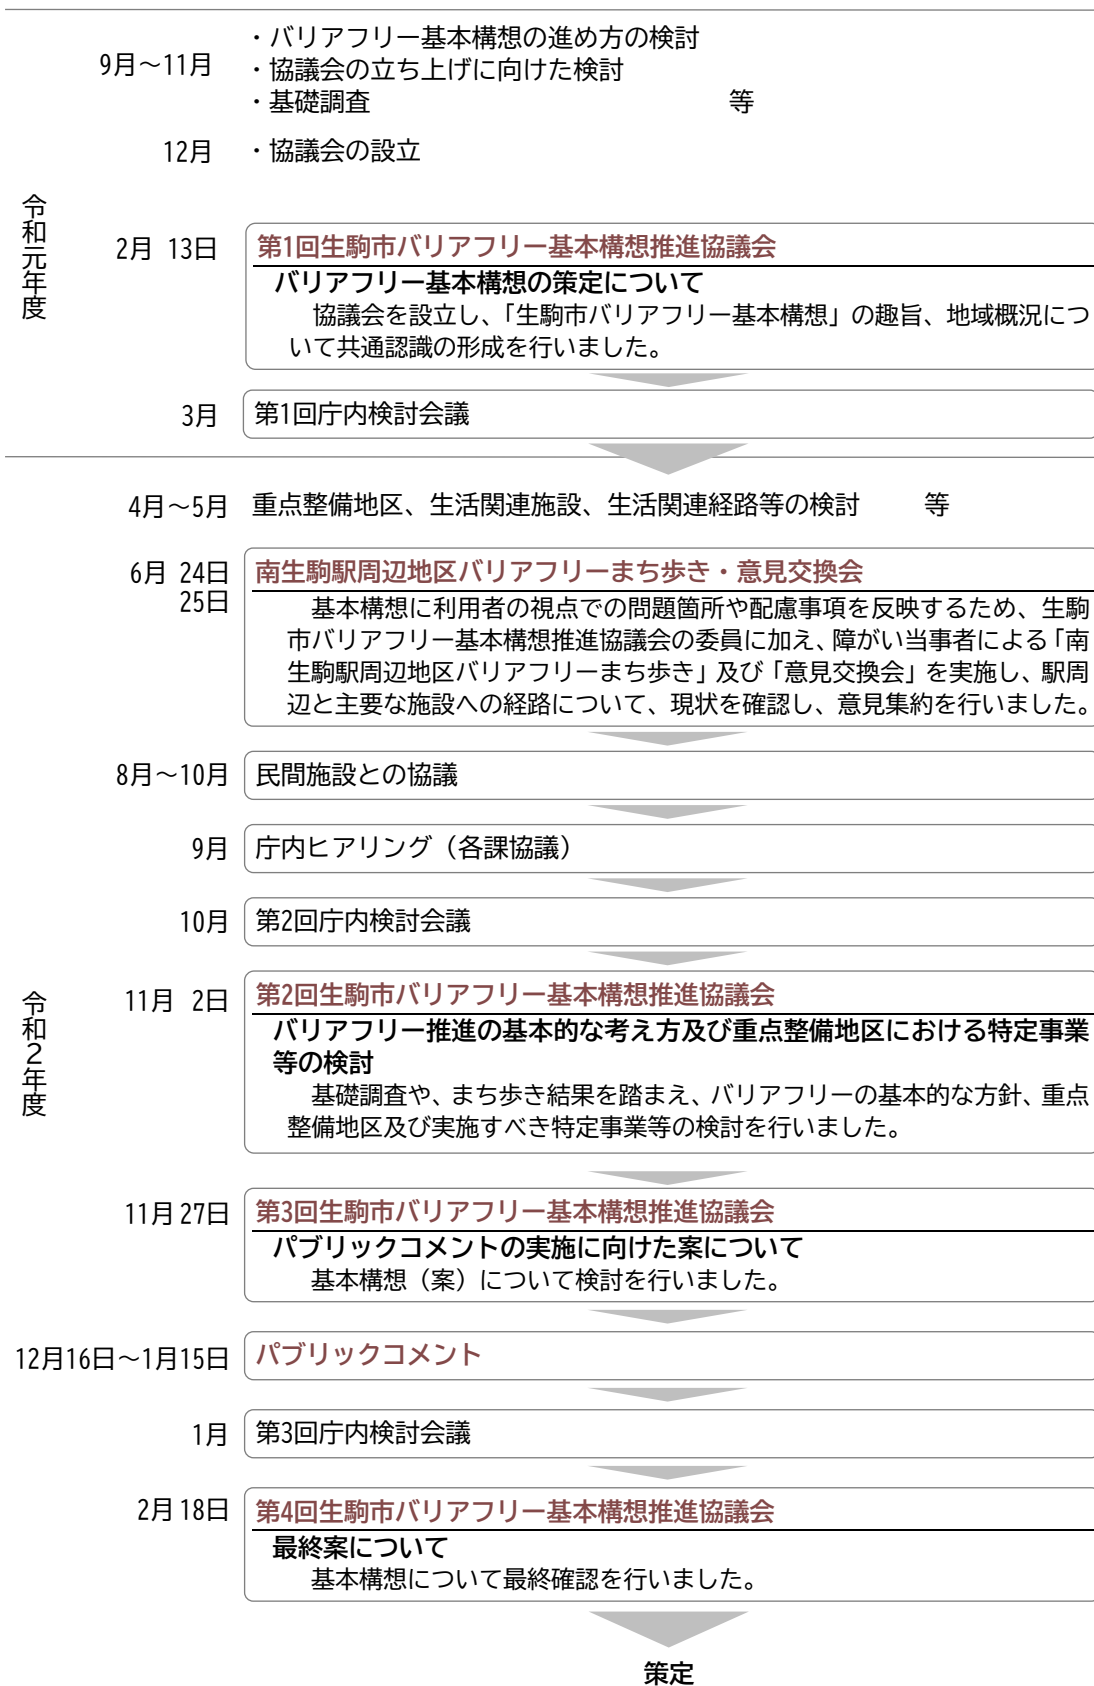 令和元年度
9月～11月
・バリアフリー基本構想の進め方の検討
・協議会の立ち上げに向けた検討
・基礎調査 等
12月 ・協議会の設立
2月 13日
第1回生駒市バリアフリー基本構想推進協議会
バリアフリー基本構想の策定について
協議会を設立し、「生駒市バリアフリー基本構想」の趣旨、地域概況につ
いて共通認識の形成を行いました。
3月 第1回庁内検討会議
令和２年度
4月～5月 重点整備地区、生活関連施設、生活関連経路等の検討 等
6月 24日
25日
南生駒駅周辺地区バリアフリーまち歩き・意見交換会
基本構想に利用者の視点での問題箇所や配慮事項を反映するため、生駒
市バリアフリー基本構想推進協議会の委員に加え、障がい当事者による「南
生駒駅周辺地区バリアフリーまち歩き」及び「意見交換会」を実施し、駅周
辺と主要な施設への経路について、現状を確認し、意見集約を行いました。
8月～10月 民間施設との協議
9月 庁内ヒアリング（各課協議）
10月 第2回庁内検討会議
11月 2日 第2回生駒市バリアフリー基本構想推進協議会
バリアフリー推進の基本的な考え方及び重点整備地区における特定事業
等の検討
基礎調査や、まち歩き結果を踏まえ、バリアフリーの基本的な方針、重点
整備地区及び実施すべき特定事業等の検討を行いました。
11月27日 第3回生駒市バリアフリー基本構想推進協議会
パブリックコメントの実施に向けた案について
基本構想（案）について検討を行いました。
12月16日～1月15日 パブリックコメント
1月 第3回庁内検討会議
2月18日 第4回生駒市バリアフリー基本構想推進協議会
最終案について
基本構想について最終確認を行いました。
策定